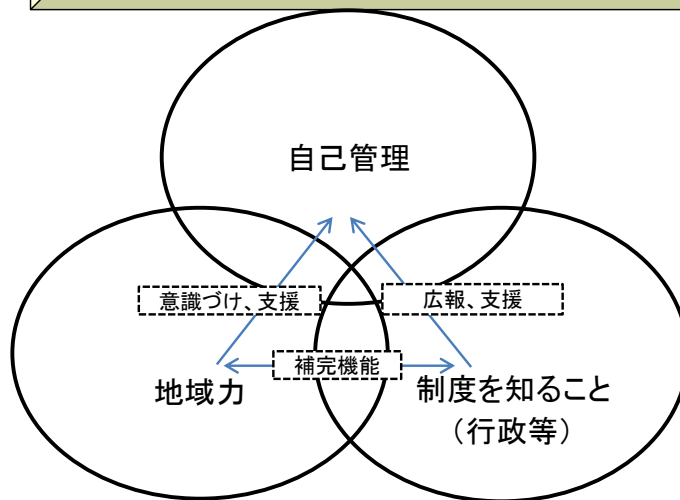 自己管理
意識づけ、支援
広報、支援
補完機能
地域力
制度を知ること
（行政等）